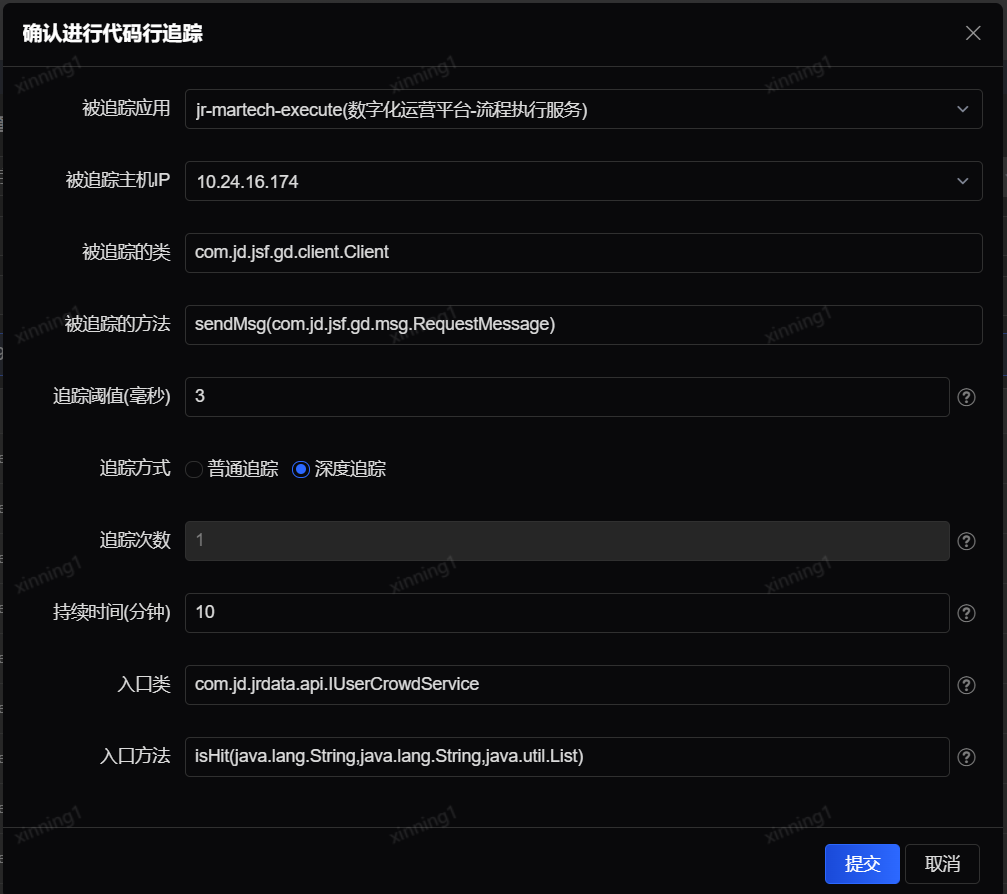 确认进行代码行追踪
被追踪应用 jr-martech-execute(数字化运营平台-流程执行服务)
被追踪主机IP 10.24.16.174
被追踪的类 com.jd.jsf.gd.client.Client
被追踪的方法 sendMsg(com.jd.jsf.gd.msg.RequestMessage)
追踪阈值(毫秒) 3
追踪方式 普通追踪 深度追踪
追踪次数 1
持续时间(分钟) 10
入口类 com.jd.jrdata.api.IUserCrowdService
入口方法 isHit(java.lang.String,java.lang.String,java.util.List)
提交 取消
xinning1 xinning1 xinning1
xinning1 xinning1 xinning1
xinning1 xinning1 xinning1
xinning1 xinning1 xinning1